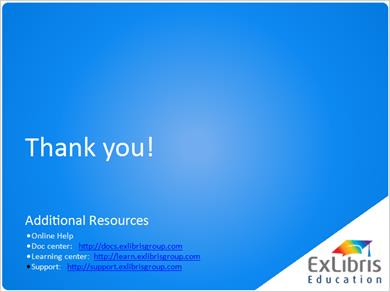 Thank you!
Additional Resources
•Online Help
•Doc center: http://docs.exlibrisgroup.com
•Learning center: http://learn.exlibrisgroup.com
•Support: http://support.exlibrisgroup.com
ExLibris
Education